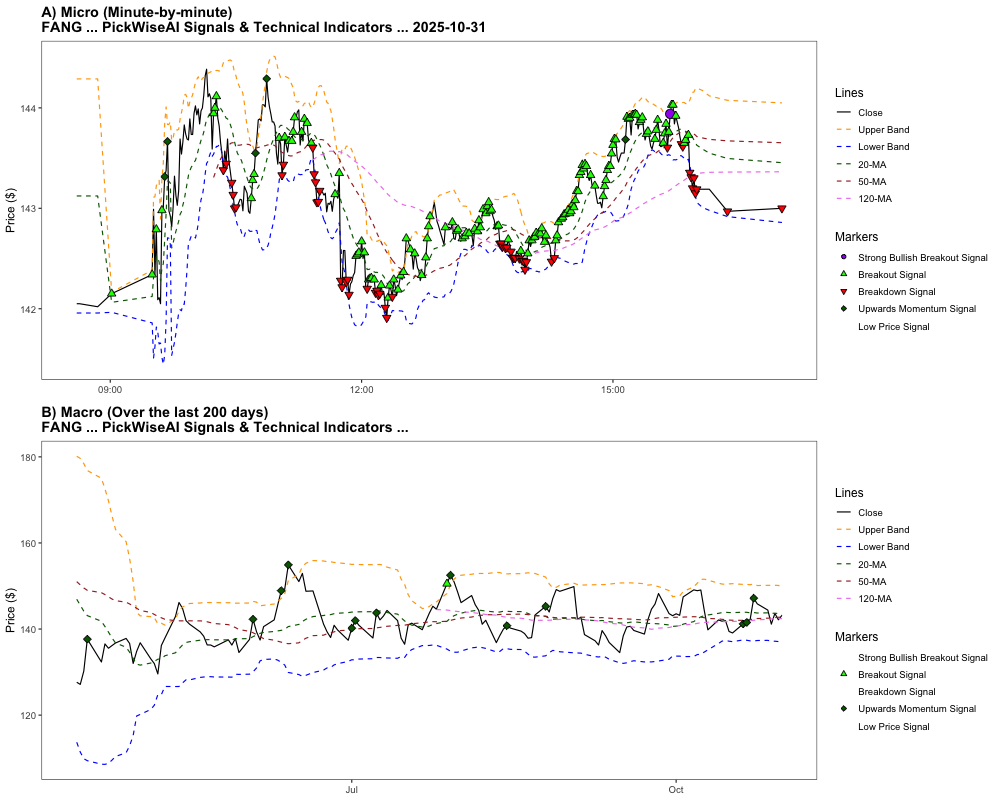 A) Micro (Minute-by-minute)
FANG ... PickWiseAI Signals & Technical Indicators ... 2025-10-31
Price ($)
144
143
142
09:00
12:00
15:00
Lines
Close
Upper Band
Lower Band
20-MA
50-MA
120-MA
Markers
Strong Bullish Breakout Signal
Breakout Signal
Breakdown Signal
Upwards Momentum Signal
Low Price Signal
B) Macro (Over the last 200 days)
FANG ... PickWiseAI Signals & Technical Indicators ...
Price ($)
180
160
140
120
Jul
Oct
Lines
Close
Upper Band
Lower Band
20-MA
50-MA
120-MA
Markers
Strong Bullish Breakout Signal
Breakout Signal
Breakdown Signal
Upwards Momentum Signal
Low Price Signal